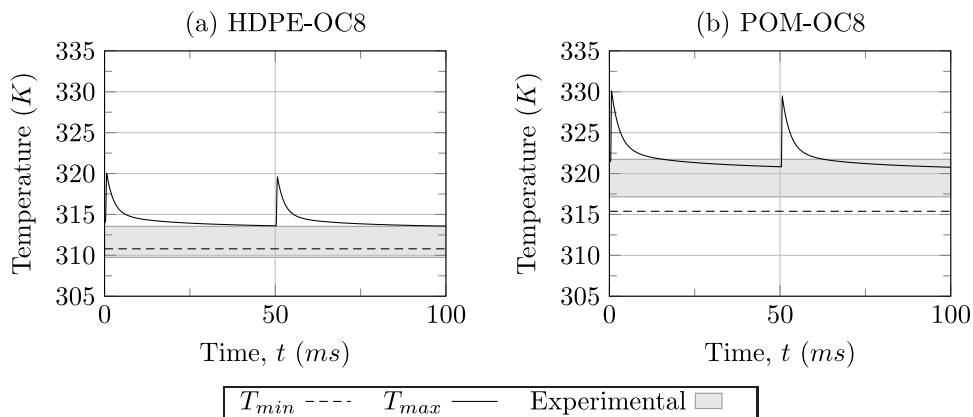 (a) HDPE-OC8
Temperature (K)
335
330
325
320
315
310
305
0
50
100
Time, t (ms)
(b) POM-OC8
Temperature (K)
335
330
325
320
315
310
305
0
50
100
Time, t (ms)
T_min T_max Experimental